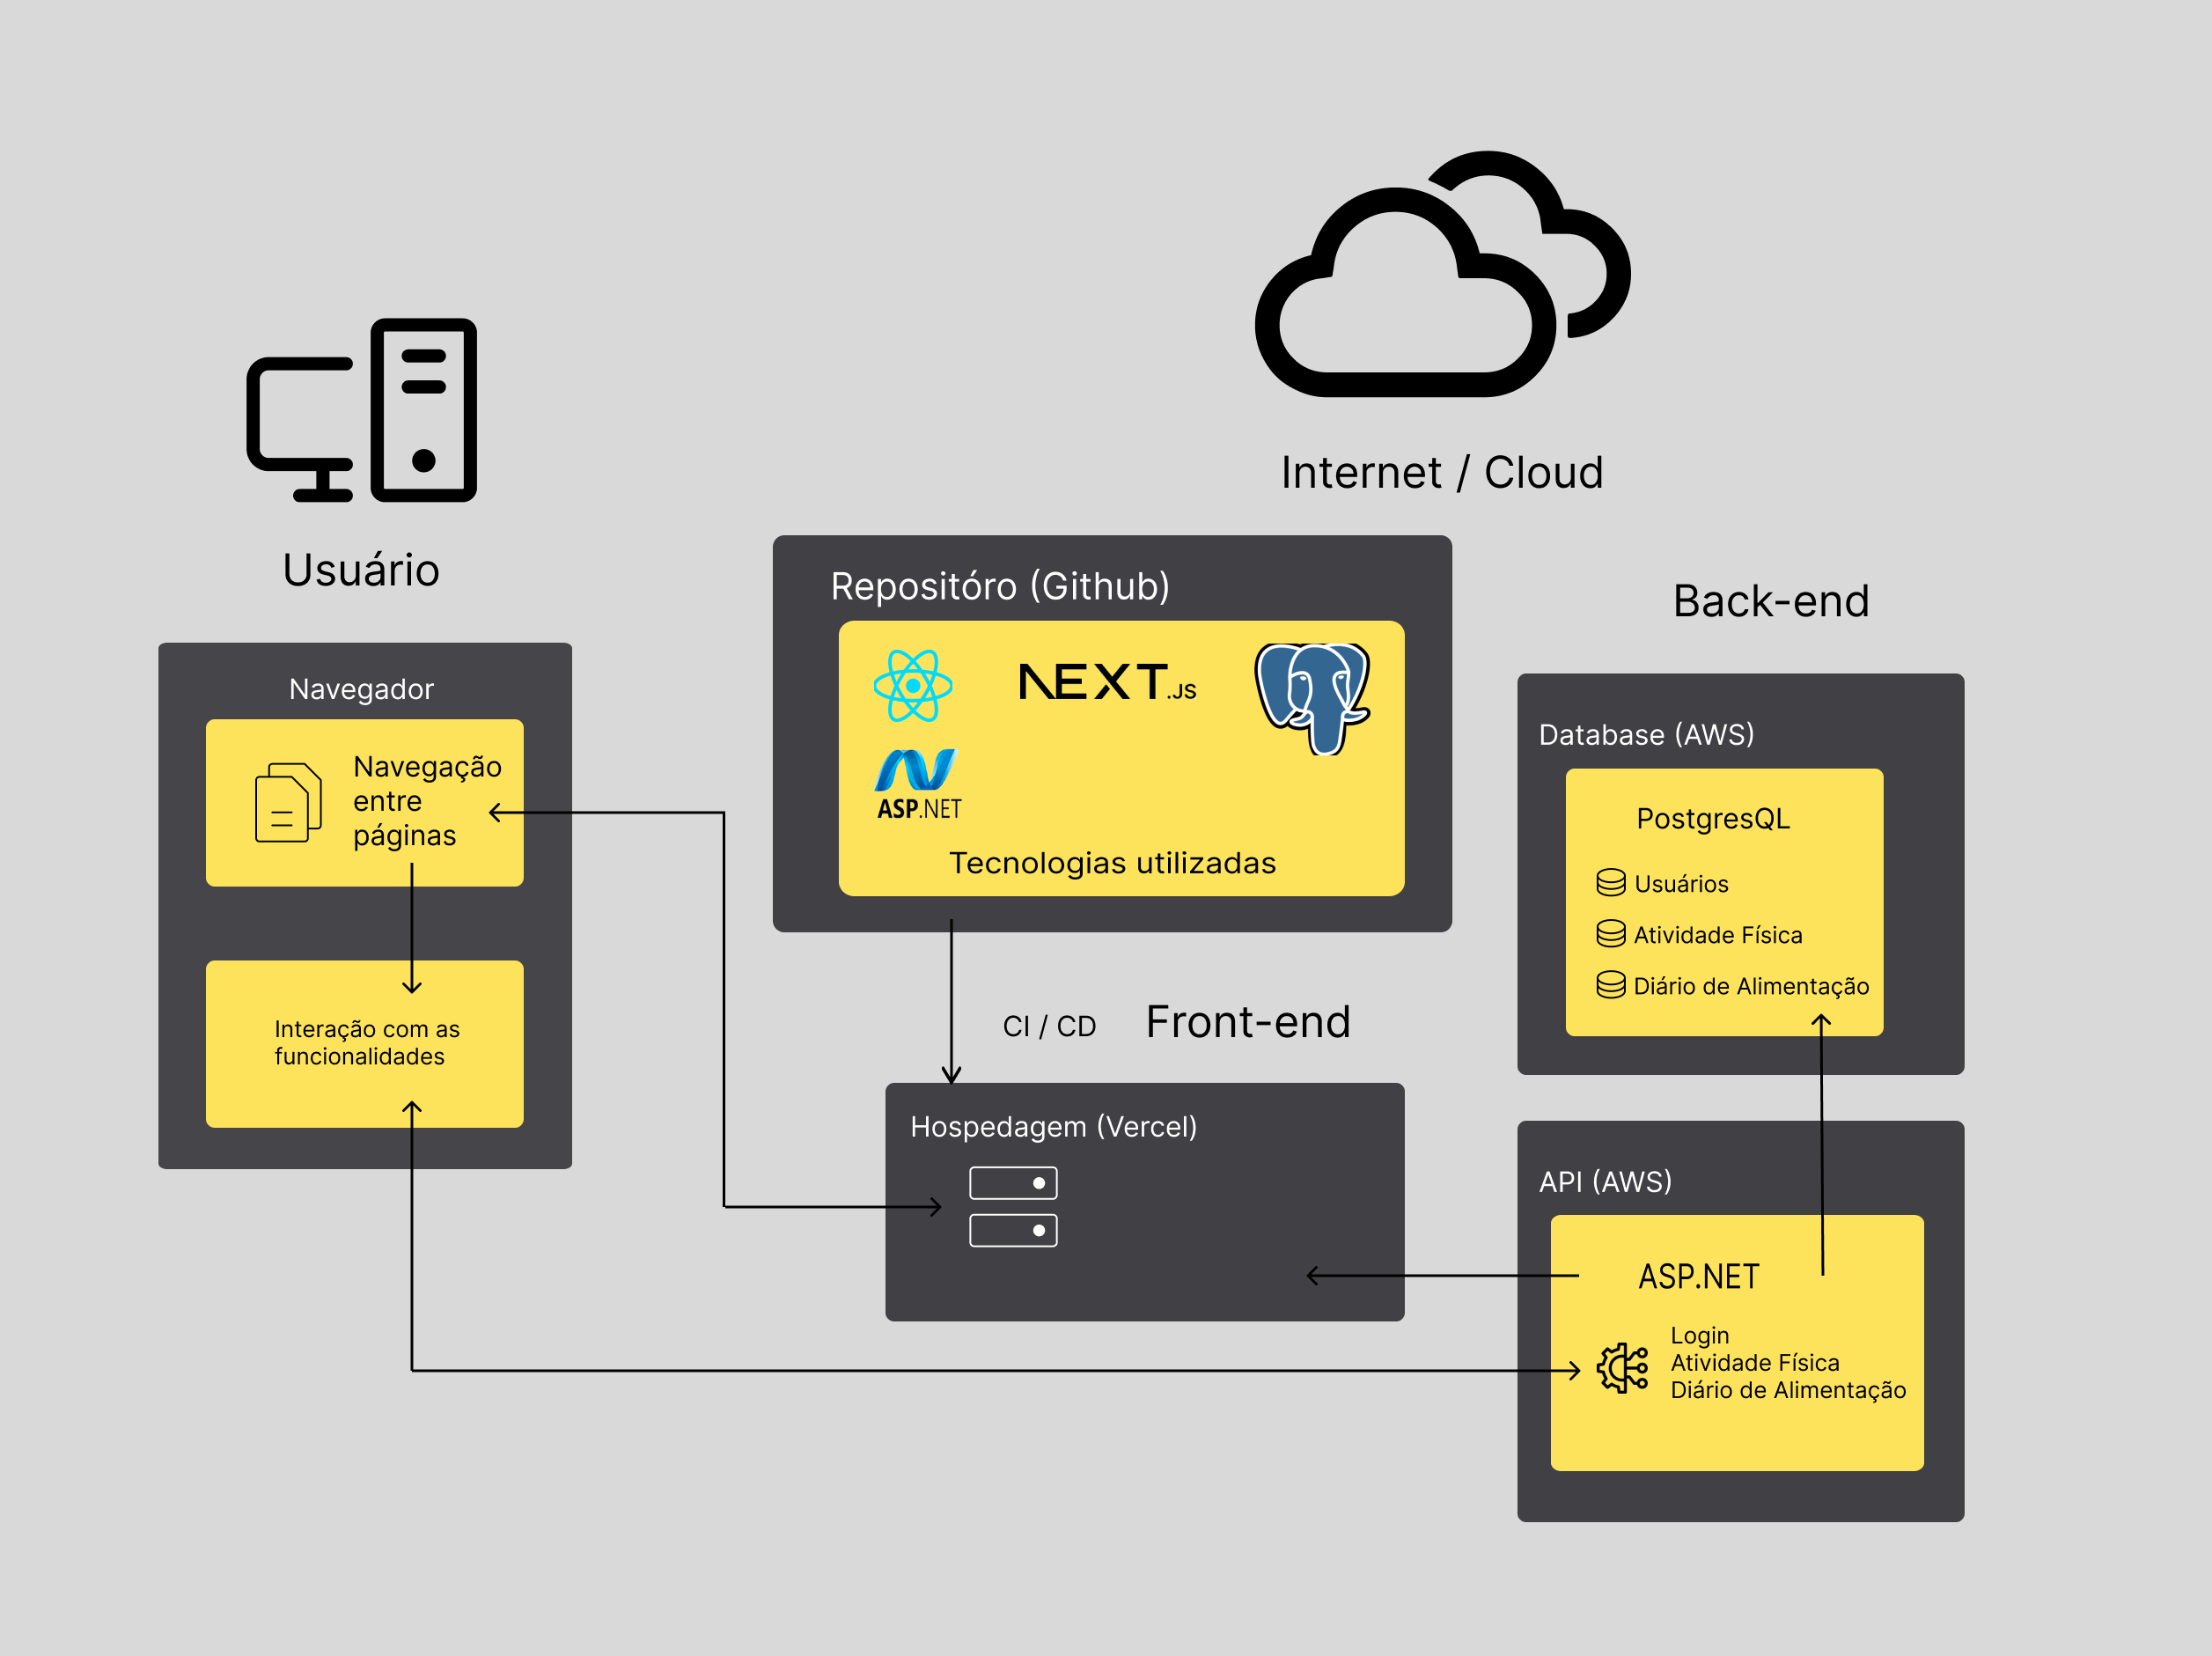 Internet / Cloud
Usuário
Navegador
Navegação
entre
páginas
Interação com as
funcionalidades
Repositóro (Github)
NEXT.JS
ASP.NET
Tecnologias utilizadas
CI / CD
Front-end
Hospedagem (Vercel)
Back-end
Database (AWS)
PostgresQL
Usuários
Atividade Física
Diário de Alimentação
API (AWS)
ASP.NET
Login
Atividade Física
Diário de Alimentação